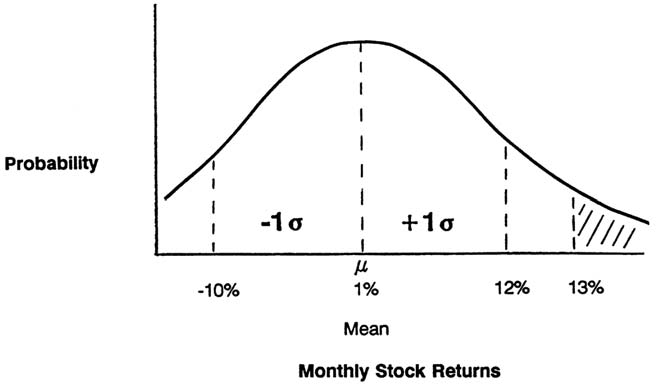 Probability
-1σ +1σ
μ
-10% 1% 12% 13%
Mean
Monthly Stock Returns